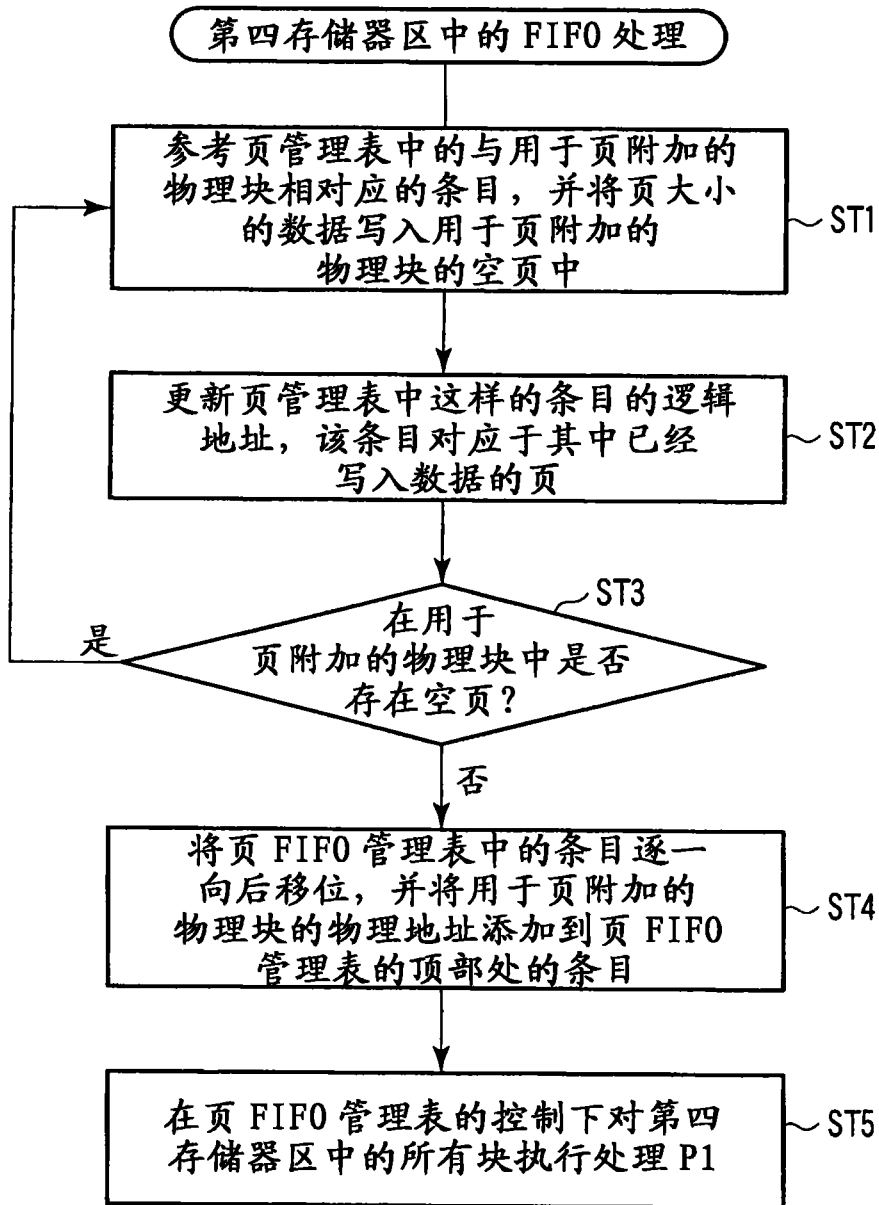 第四存储器区中的 FIFO 处理
参考页管理表中的与用于页附加的
物理块相对应的条目，并将页大小
的数据写入用于页附加的
物理块的空页中
ST1
更新页管理表中这样的条目的逻辑
地址，该条目对应于其中已经
写入数据的页
ST2
ST3
在用于
页附加的物理块中是否
存在空页？
是
否
将页 FIFO 管理表中的条目逐一
向后移位，并将用于页附加的
物理块的物理地址添加到页 FIFO
管理表的顶部处的条目
ST4
在页 FIFO 管理表的控制下对第四
存储器区中的所有块执行处理 P1
ST5